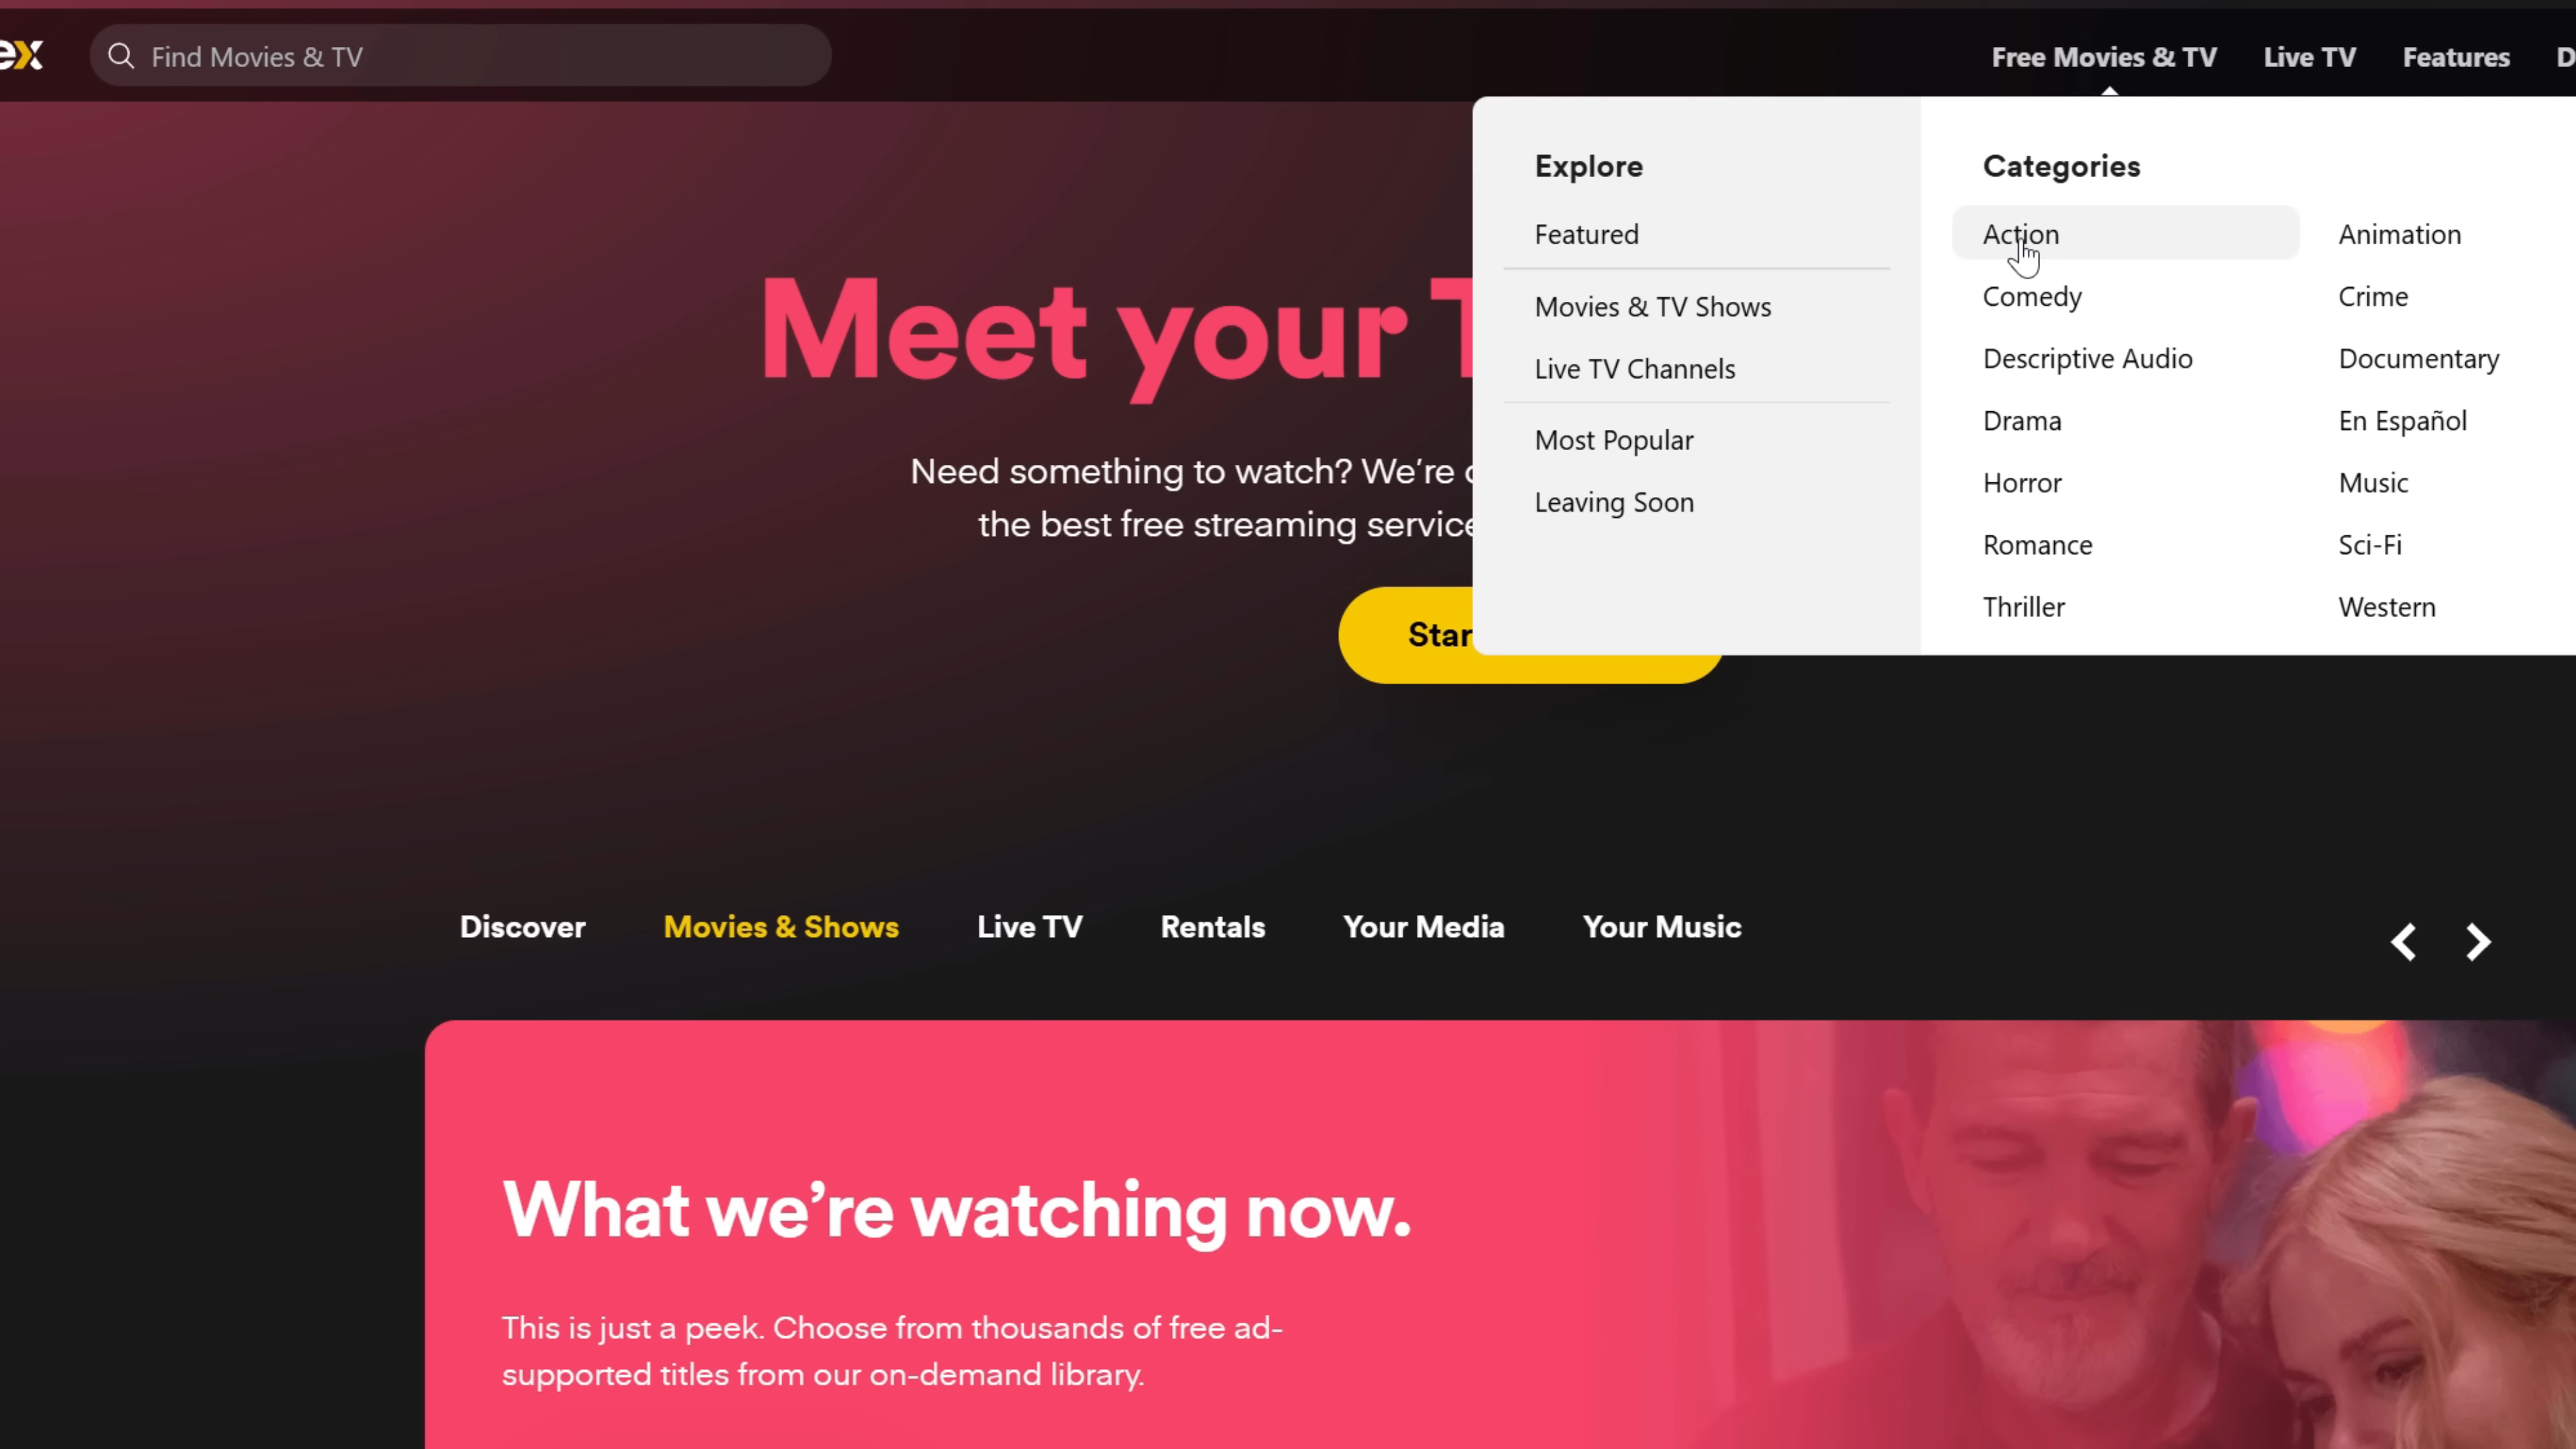 ex
Find Movies & TV
Free Movies & TV
Live TV
Features
Explore
Featured
Movies & TV Shows
Live TV Channels
Most Popular
Leaving Soon
Categories
Action
Animation
Comedy
Crime
Descriptive Audio
Documentary
Drama
En Español
Horror
Music
Romance
Sci-Fi
Thriller
Western
Meet your
Need something to watch? We're
the best free streaming service
Star
Discover
Movies & Shows
Live TV
Rentals
Your Media
Your Music
What we're watching now.
This is just a peek. Choose from thousands of free ad-
supported titles from our on-demand library.